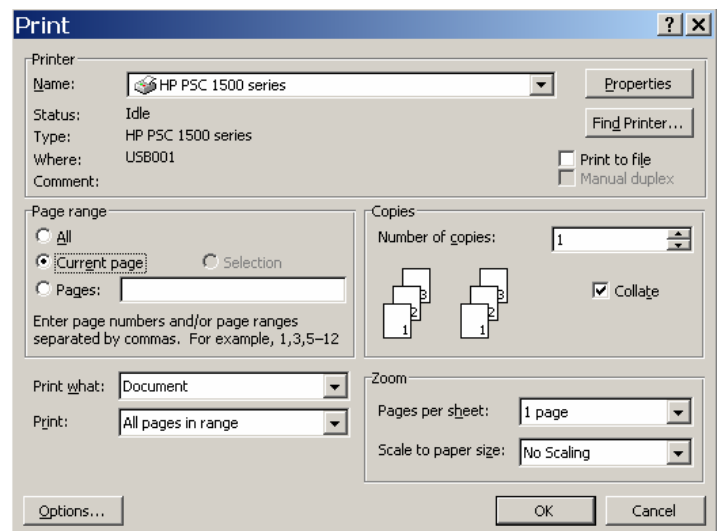 Print
Printer
Name: HP PSC 1500 series Properties
Status: Idle Find Printer...
Type: HP PSC 1500 series
Where: USB001 Print to file
Comment: Manual duplex
Page range
All
Current page Selection
Pages:
Enter page numbers and/or page ranges
separated by commas. For example, 1,3,5–12
Copies
Number of copies: 1
3 3
2 2
1 1
Collate
Print what: Document
Print: All pages in range
Zoom
Pages per sheet: 1 page
Scale to paper size: No Scaling
Options... OK Cancel